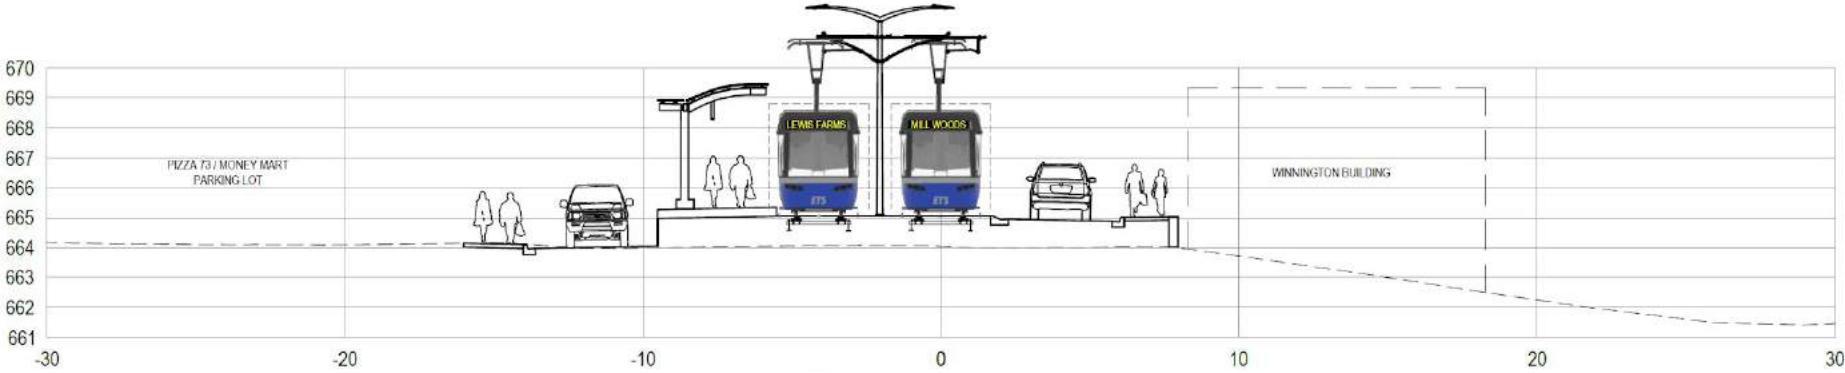 670
669
668
667
666
665
664
663
662
661
PIZZA 73 / MONEY MART
PARKING LOT
LEWIS FARMS
MILL WOODS
ETS
ETS
WINNINGTON BUILDING
-30
-20
-10
0
10
20
30